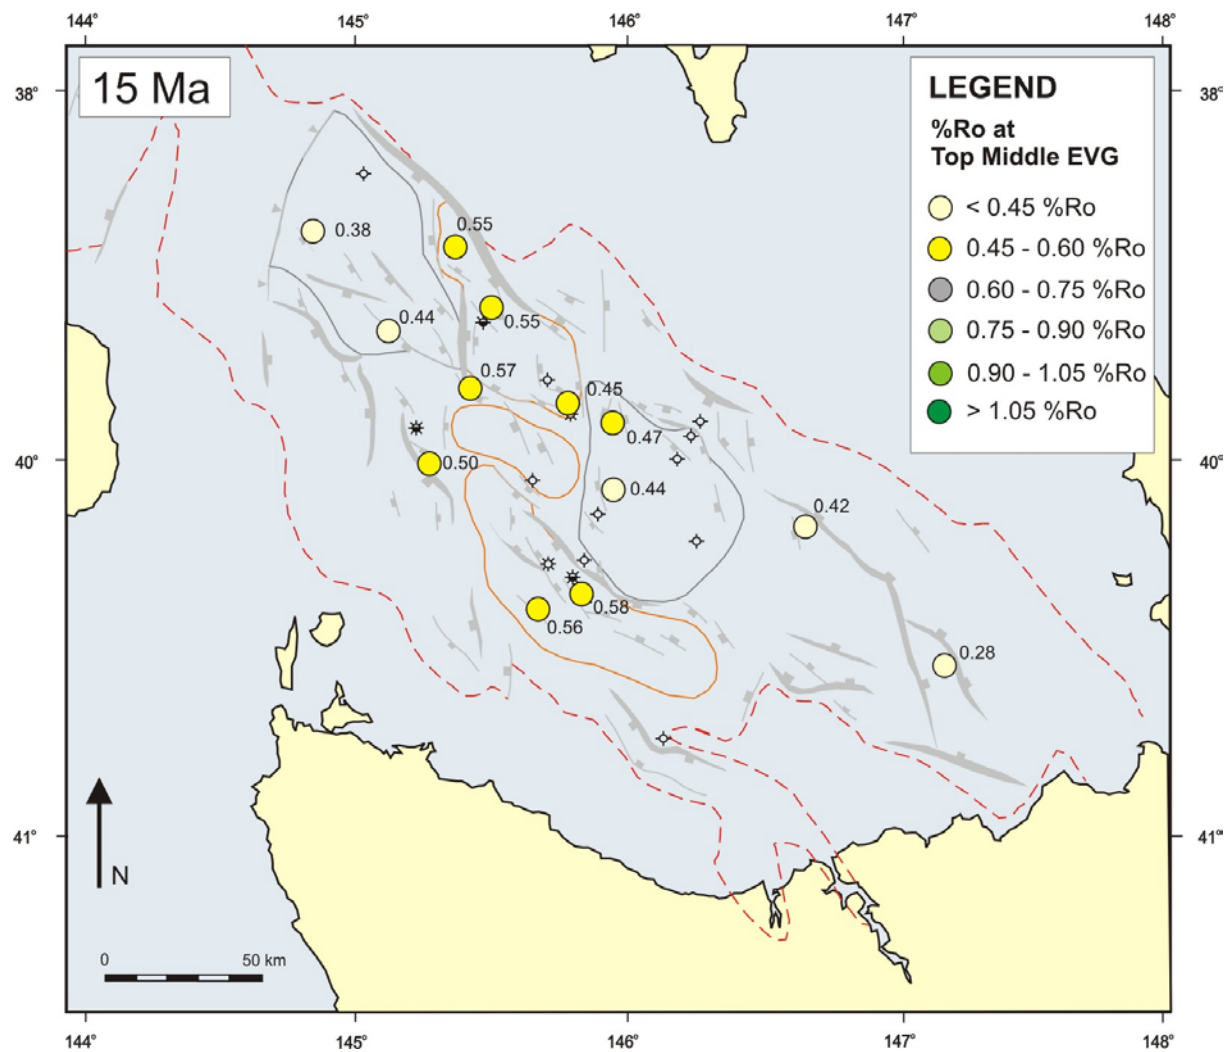 144° 145° 146° 147° 148°
15 Ma
38° 38°
LEGEND
%Ro at
Top Middle EVG
< 0.45 %Ro
0.45 - 0.60 %Ro
0.60 - 0.75 %Ro
0.75 - 0.90 %Ro
0.90 - 1.05 %Ro
> 1.05 %Ro
0.55
0.38
0.44
0.55
0.57
0.45
0.47
40° 40°
0.50
0.44
0.42
0.58
0.56
0.28
41° 41°
N
0 50 km
144° 145° 146° 147° 148°